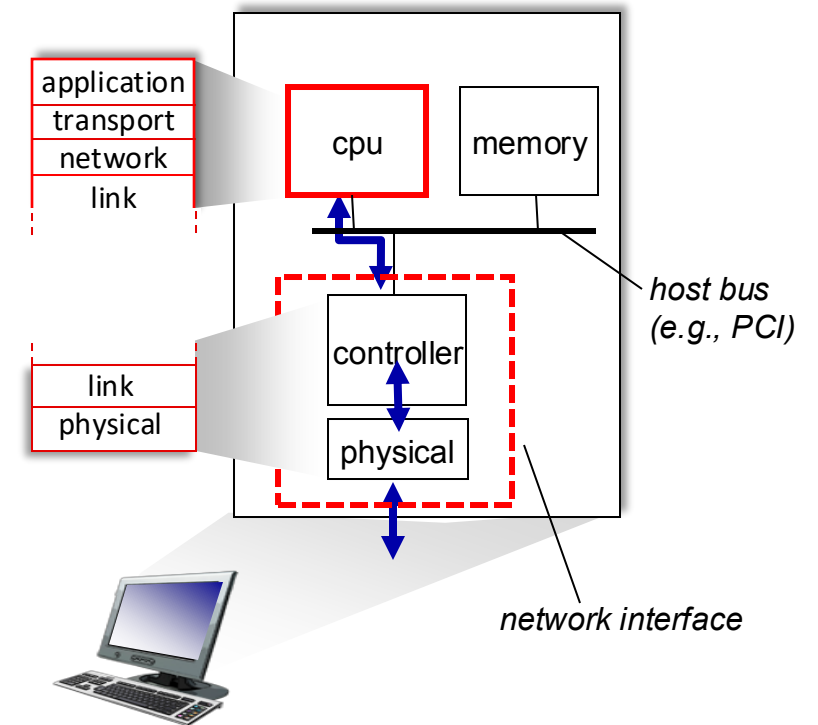 application
transport
network
link
cpu
memory
host bus
(e.g., PCI)
controller
link
physical
physical
network interface